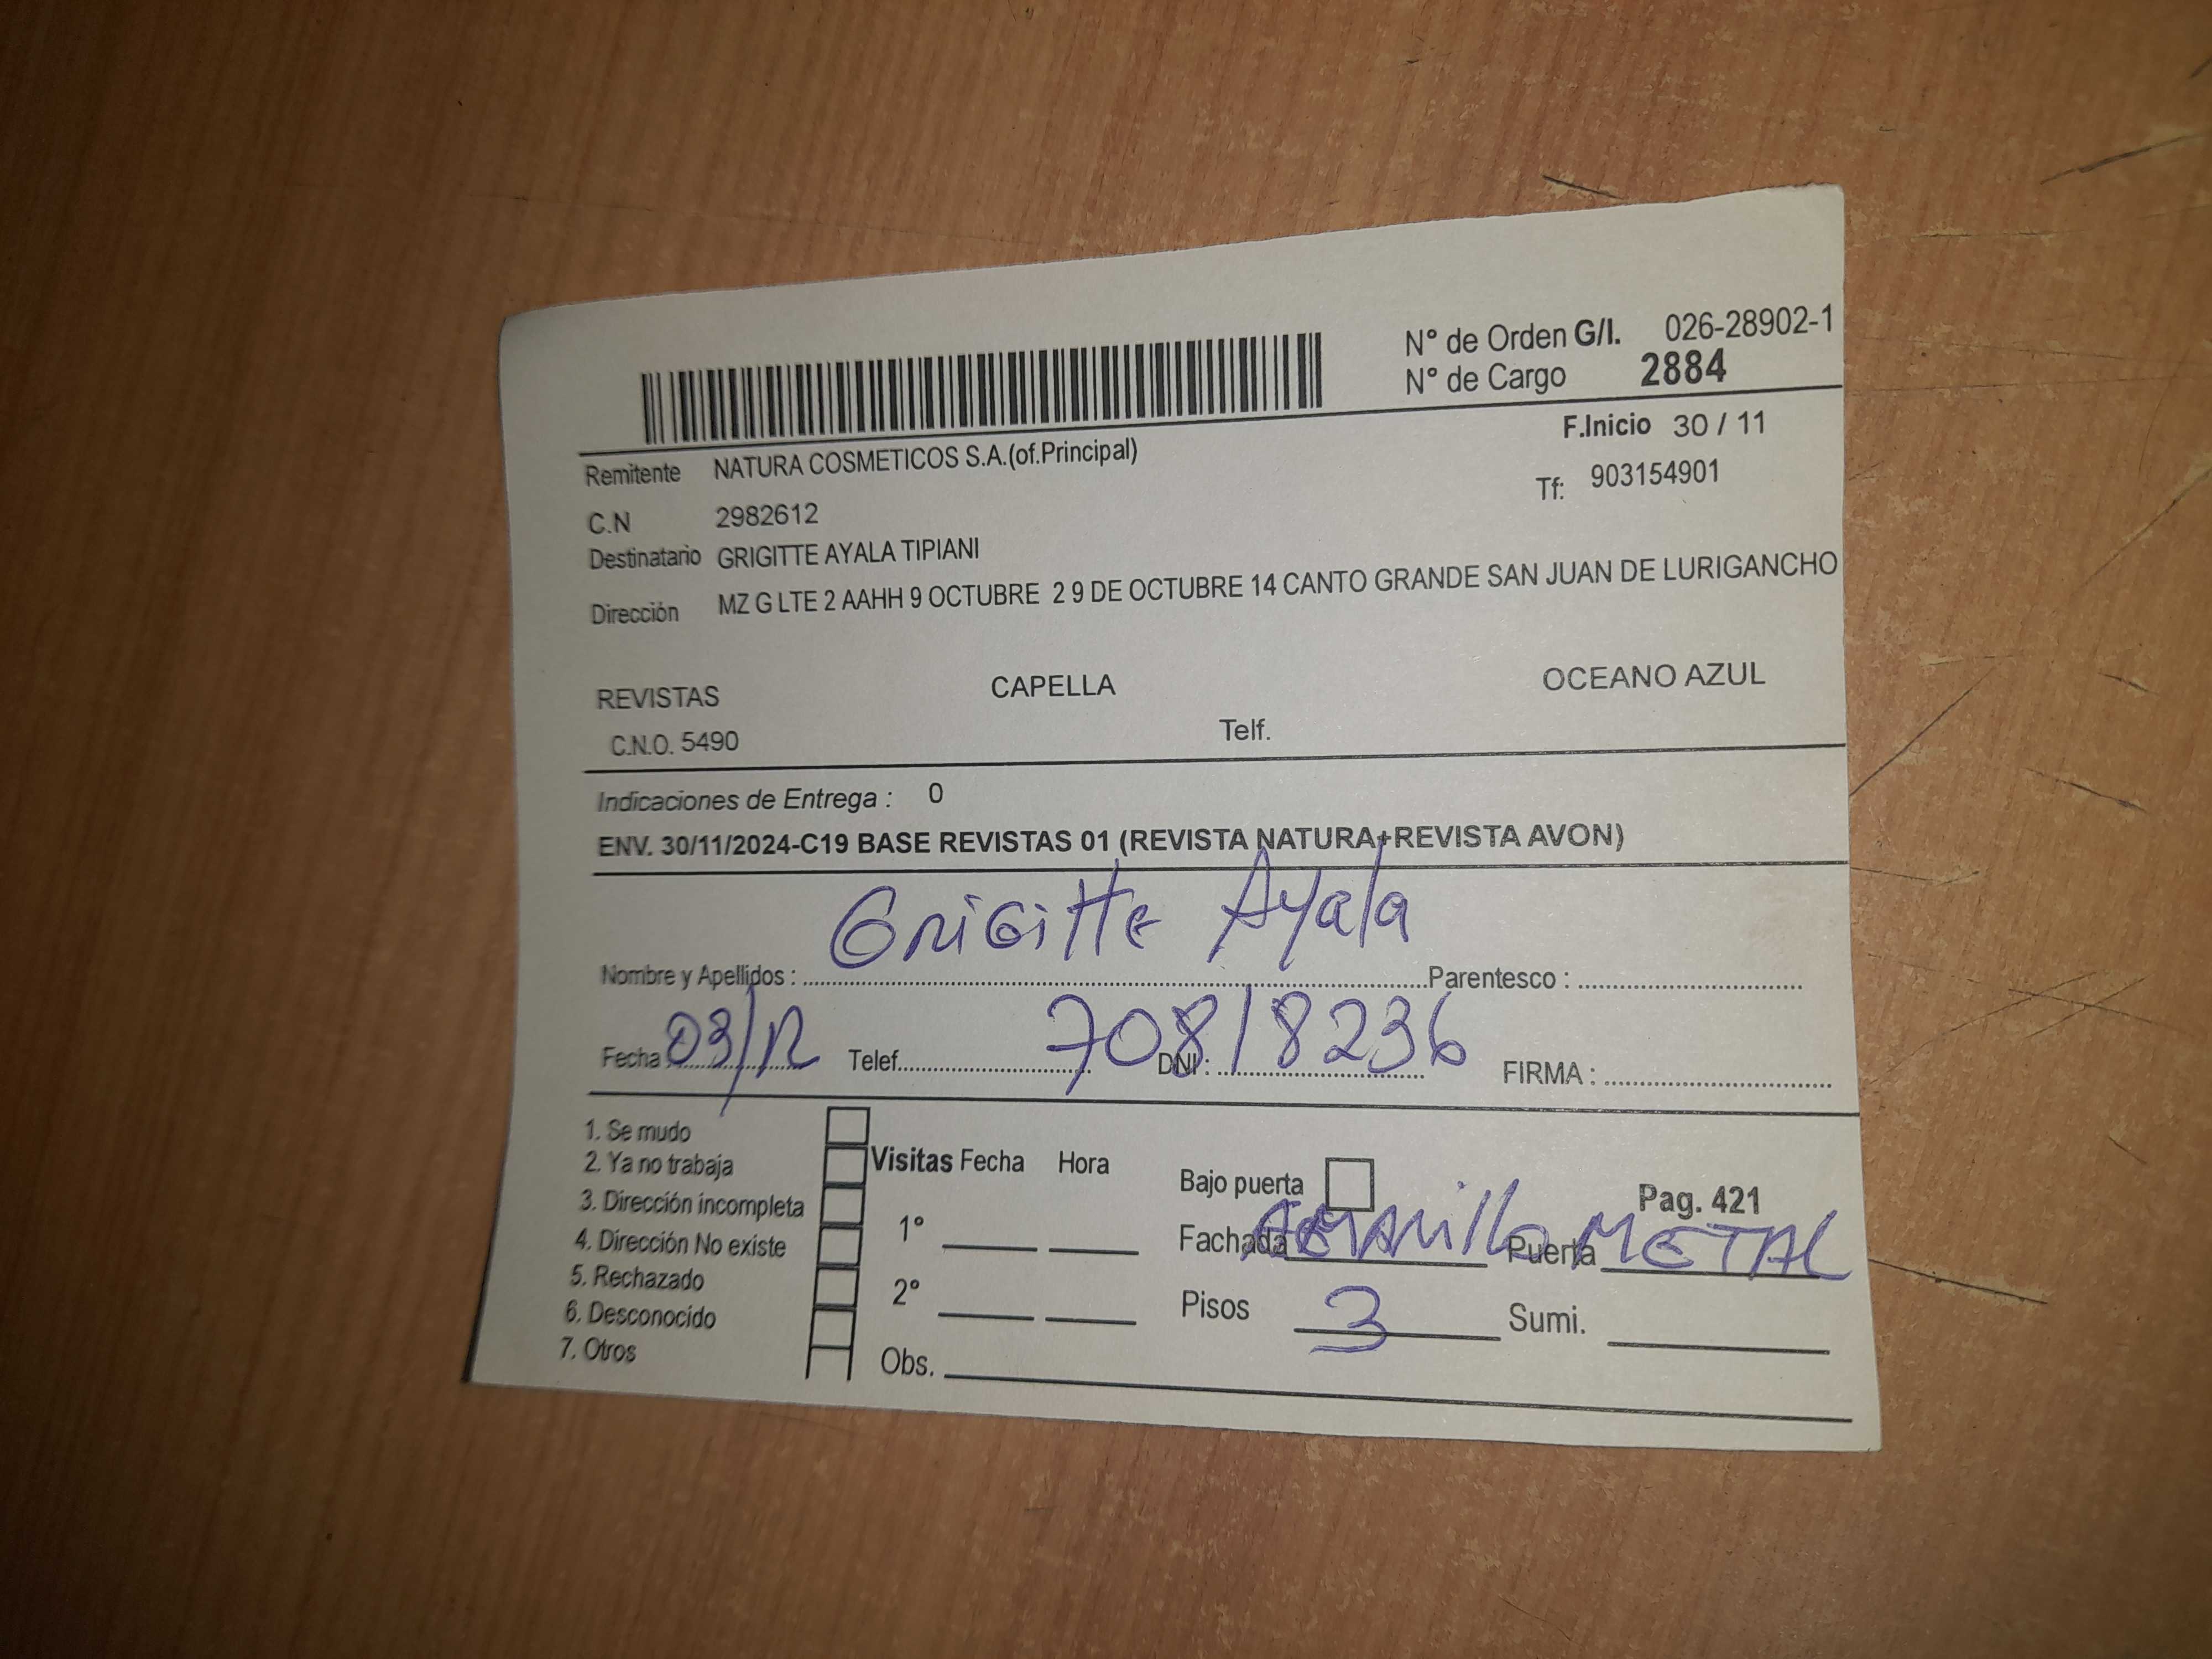 N° de Orden G/I. 026-28902-1
N° de Cargo 2884
F.Inicio 30 / 11
Remitente NATURA COSMETICOS S.A.(of.Principal)
Tf: 903154901
C.N 2982612
Destinatario GRIGITTE AYALA TIPIANI
Dirección MZ G LTE 2 AAHH 9 OCTUBRE 2 9 DE OCTUBRE 14 CANTO GRANDE SAN JUAN DE LURIGANCHO
REVISTAS CAPELLA OCEANO AZUL
C.N.O. 5490 Telf.
Indicaciones de Entrega : 0
ENV. 30/11/2024-C19 BASE REVISTAS 01 (REVISTA NATURA+REVISTA AVON)
Nombre y Apellidos : Grigitte Ayala Parentesco :
Fecha 03/12 Telef. DNI : 70818236 FIRMA :
1. Se mudo
2. Ya no trabaja
3. Dirección incompleta
4. Dirección No existe
5. Rechazado
6. Desconocido
7. Otros
Visitas Fecha Hora
1°
2°
Obs.
Bajo puerta Pag. 421
Fachada AMARILLO Puerta METAL
Pisos 3 Sumi.